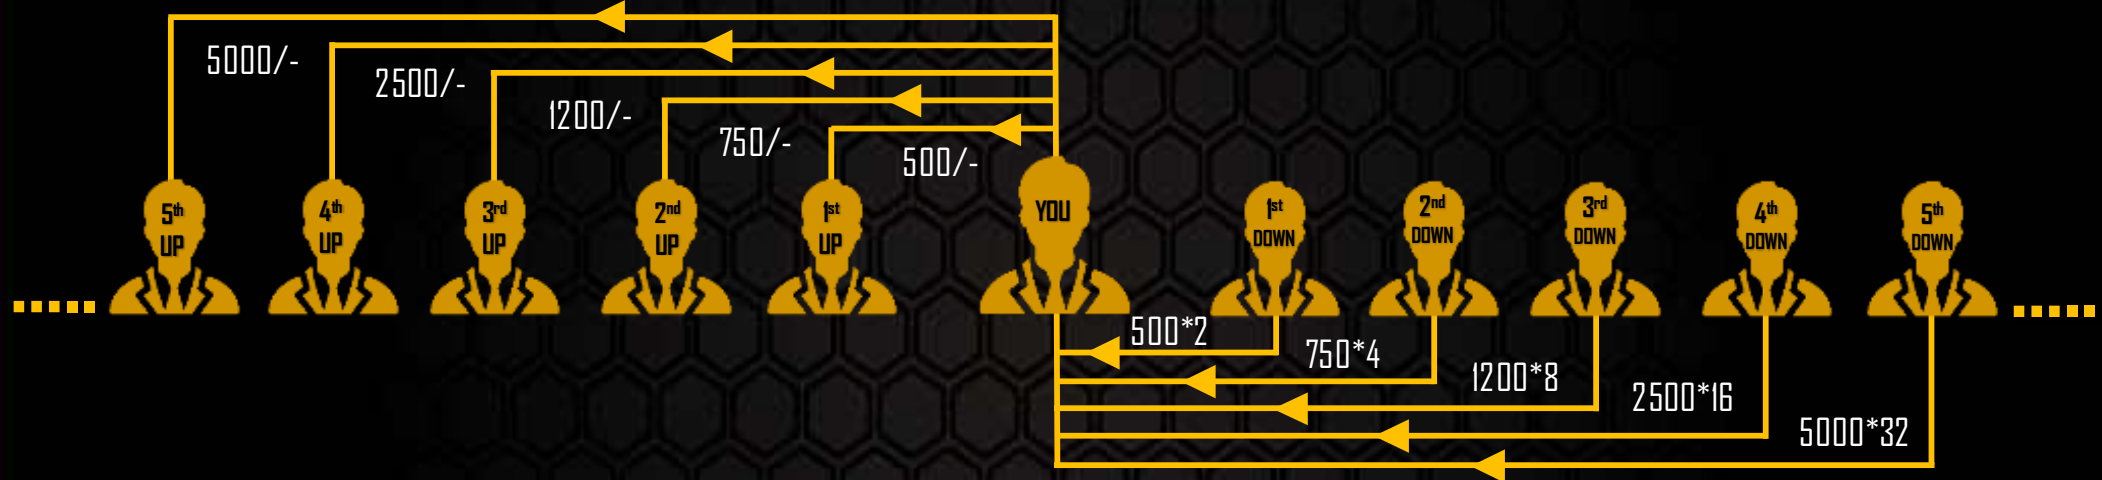 5000/-
2500/-
1200/-
750/-
500/-
5th
UP
4th
UP
3rd
UP
2nd
UP
1st
UP
YOU
1st
DOWN
2nd
DOWN
3rd
DOWN
4th
DOWN
5th
DOWN
500*2
750*4
1200*8
2500*16
5000*32